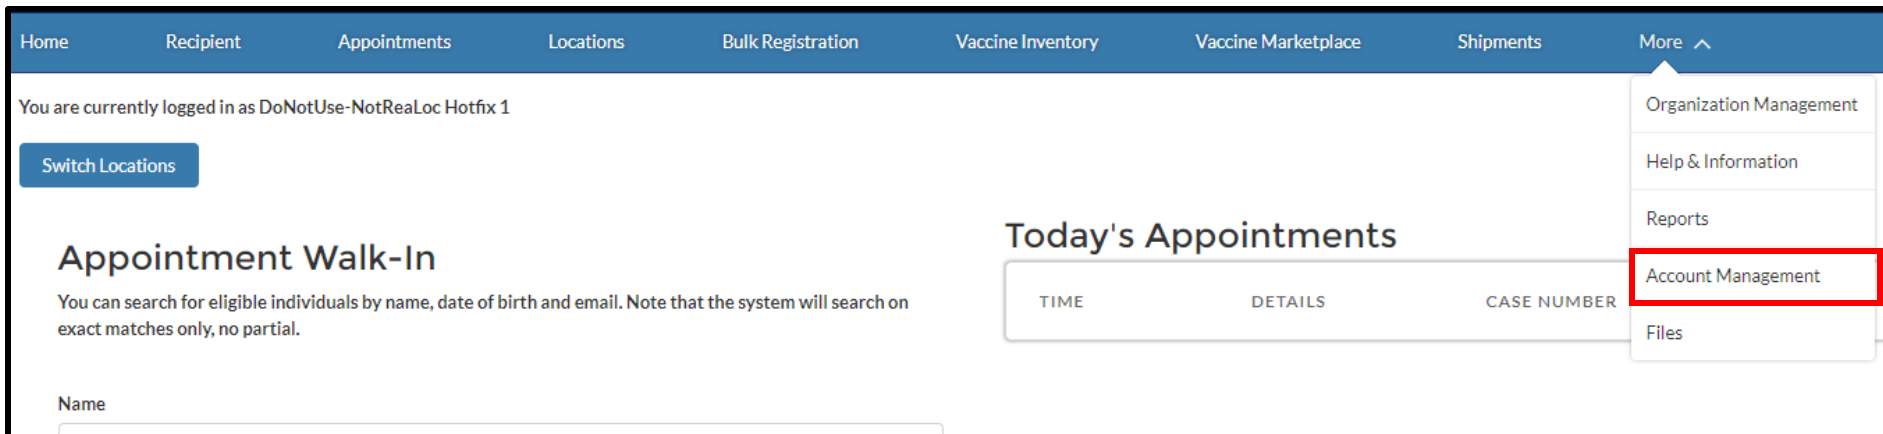 Home Recipient Appointments Locations Bulk Registration Vaccine Inventory Vaccine Marketplace Shipments More
You are currently logged in as DoNotUse-NotReaLoc Hotfix 1
Switch Locations
Organization Management
Help & Information
Reports
Account Management
Files
Appointment Walk-In
You can search for eligible individuals by name, date of birth and email. Note that the system will search on
exact matches only, no partial.
Name
Today's Appointments
TIME DETAILS CASE NUMBER